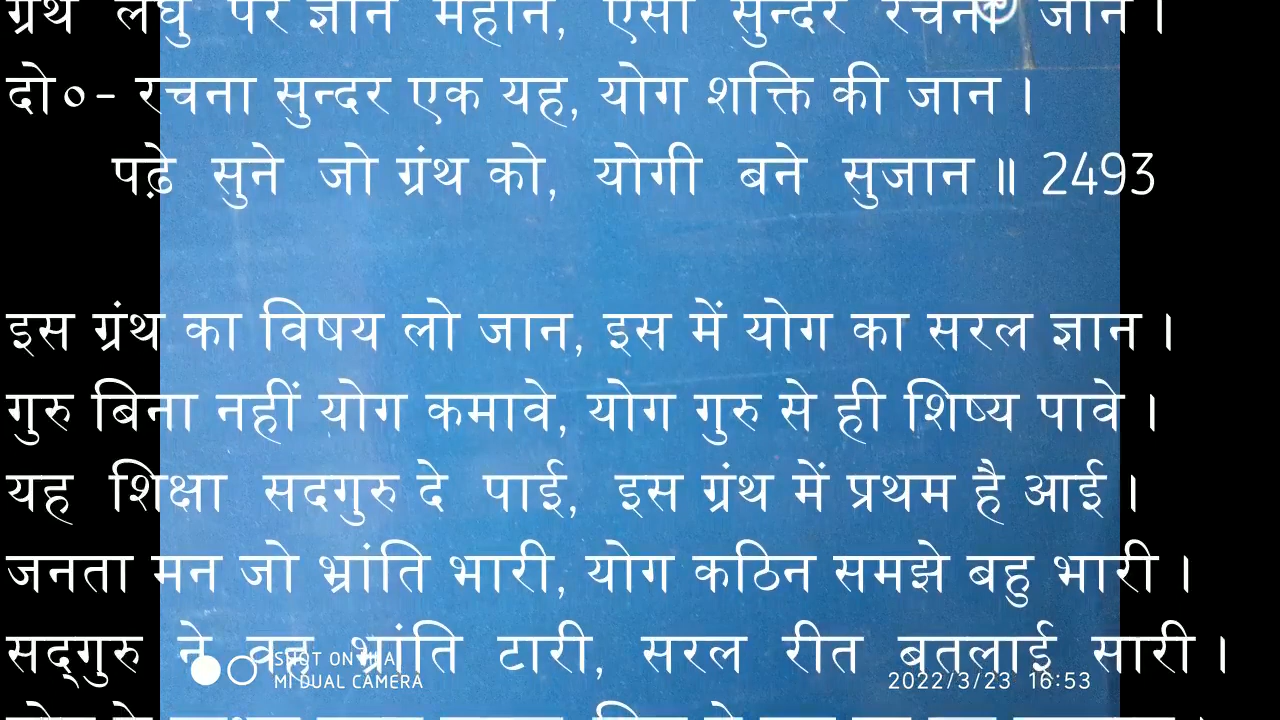 ग्रंथ लघु पर ज्ञान महान, ऐसी सुन्दर रचना जान ।
दो०- रचना सुन्दर एक यह, योग शक्ति की जान ।
पढ़े सुने जो ग्रंथ को, योगी बने सुजान ॥ 2493
इस ग्रंथ का विषय लो जान, इस में योग का सरल ज्ञान ।
गुरु बिना नहीं योग कमावे, योग गुरु से ही शिष्य पावे ।
यह शिक्षा सदगुरु दे पाई, इस ग्रंथ में प्रथम है आई ।
जनता मन जो भ्रांति भारी, योग कठिन समझे बहु भारी ।
सद्गुरु ने वह भ्रांति टारी, सरल रीत बतलाई सारी ।
SHOT ON MI A1
MI DUAL CAMERA
2022/3/23 16:53